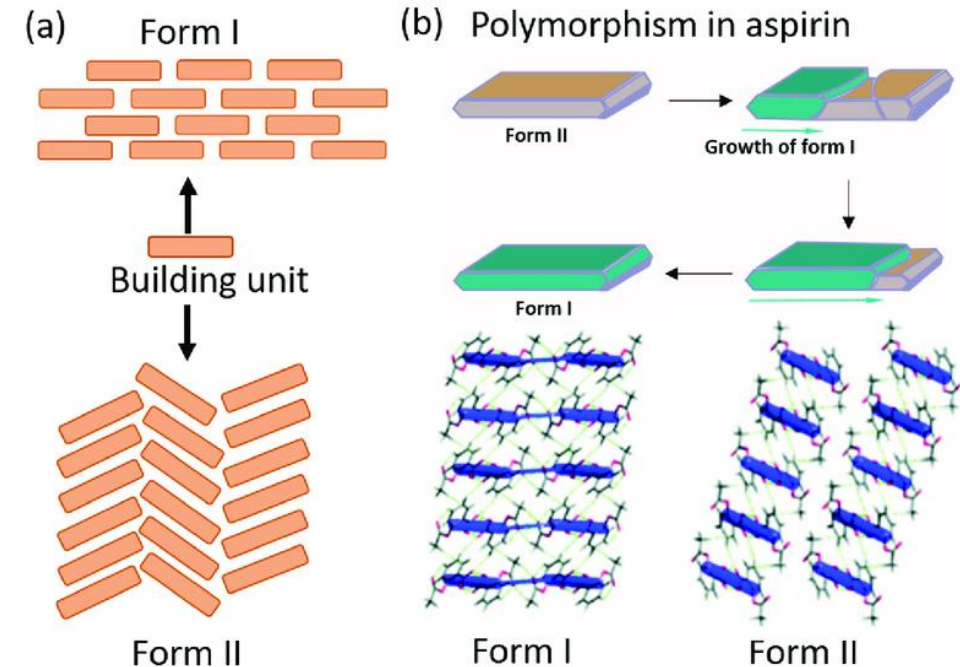 (a)
Form I
Building unit
Form II
(b) Polymorphism in aspirin
Form II
Growth of form I
Form I
Form I
Form II